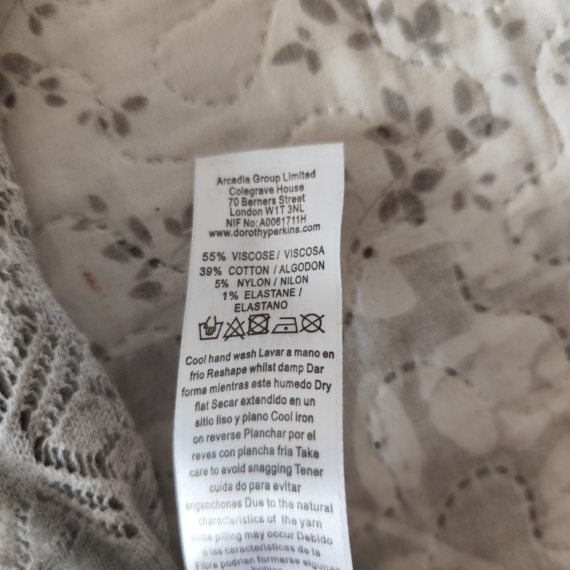 Arcadia Group Limited
Colegrave House
70 Berners Street
London W1T 3NL
NIF No: A0061711H
www.dorothyperkins.com
55% VISCOSE / VISCOSA
39% COTTON / ALGODON
5% NYLON / NILON
1% ELASTANE /
ELASTANO
Cool hand wash Lavar a mano en
frio Reshape whilst damp Dar
forma mientras este humedo Dry
flat Secar extendido en un
sitio liso y plano Cool iron
on reverse Planchar por el
reves con plancha fria Take
care to avoid snagging Tener
cuida do para evitar
enganchones Due to the natural
characteristics of the yarn
some pilling may occur Debido
a las caracteristicas de la
Fibra podrian formarse algunas